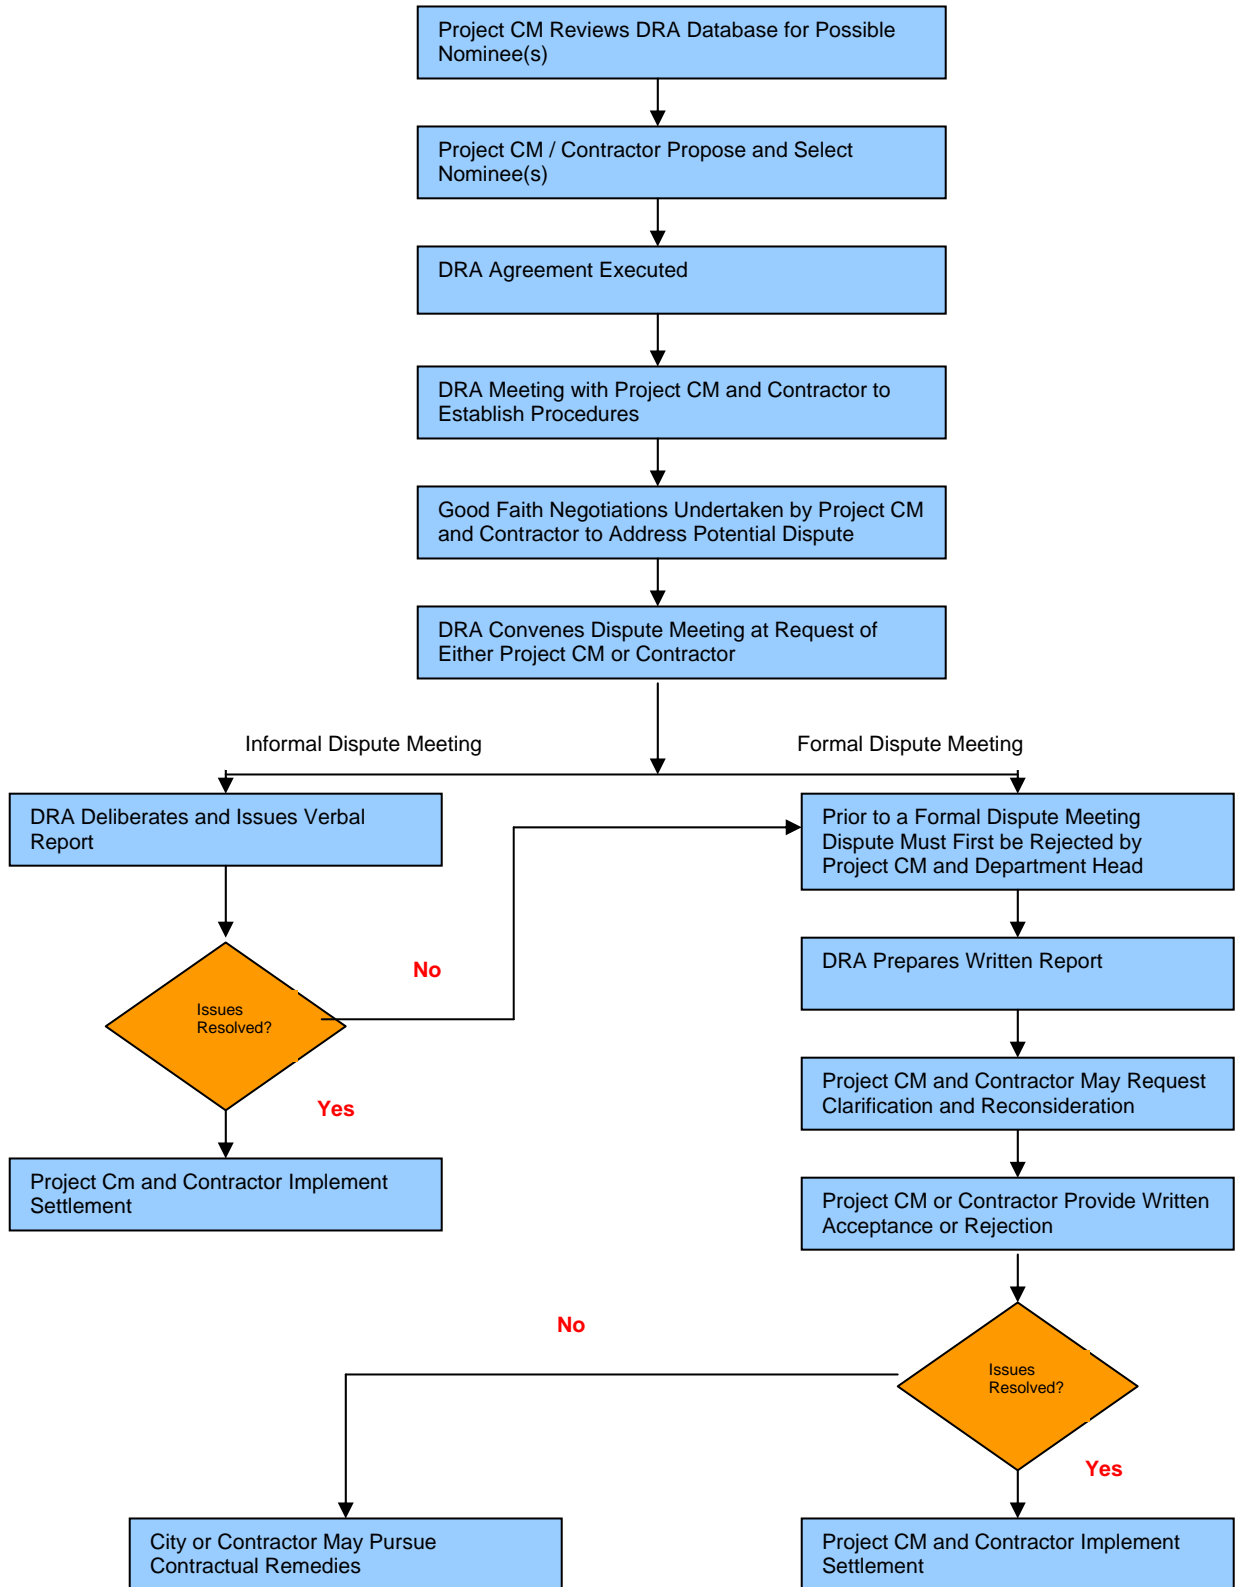 Project CM Reviews DRA Database for Possible
Nominee(s)
Project CM / Contractor Propose and Select
Nominee(s)
DRA Agreement Executed
DRA Meeting with Project CM and Contractor to
Establish Procedures
Good Faith Negotiations Undertaken by Project CM
and Contractor to Address Potential Dispute
DRA Convenes Dispute Meeting at Request of
Either Project CM or Contractor
Informal Dispute Meeting
Formal Dispute Meeting
DRA Deliberates and Issues Verbal
Report
Prior to a Formal Dispute Meeting
Dispute Must First be Rejected by
Project CM and Department Head
No
DRA Prepares Written Report
Issues
Resolved?
Yes
Project CM and Contractor May Request
Clarification and Reconsideration
Project Cm and Contractor Implement
Settlement
Project CM or Contractor Provide Written
Acceptance or Rejection
No
Issues
Resolved?
Yes
City or Contractor May Pursue
Contractual Remedies
Project CM and Contractor Implement
Settlement